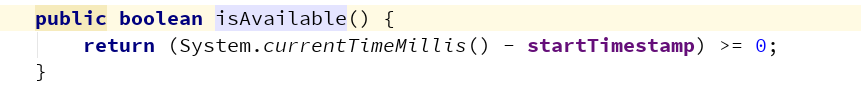 public boolean isAvailable() {
    return (System.currentTimeMillis() - startTimestamp) >= 0;
}